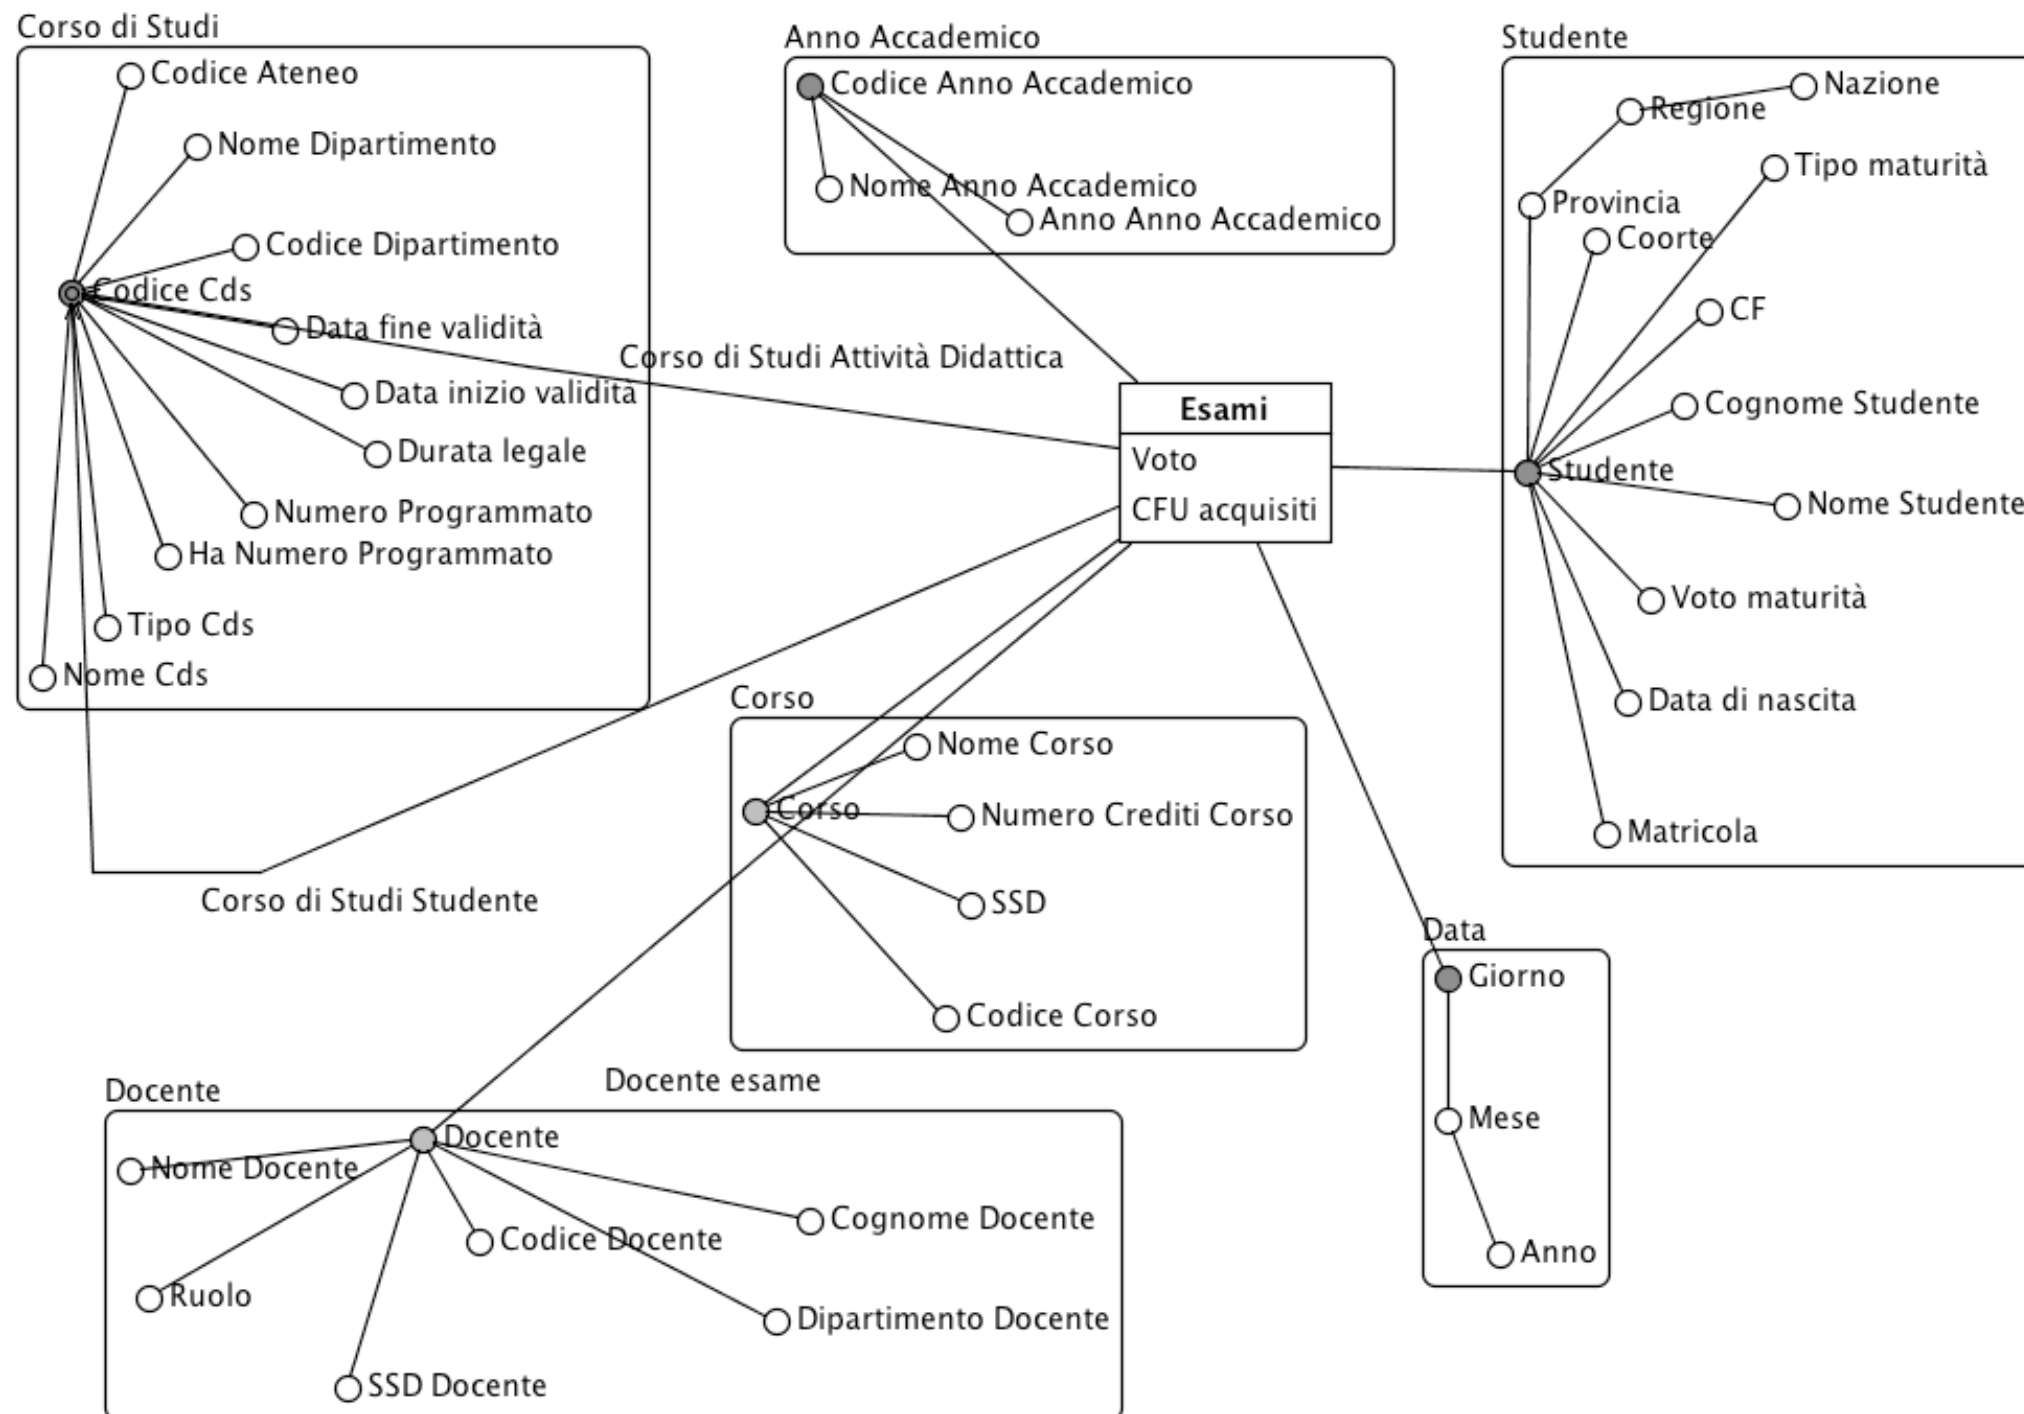 Corso di Studi
Codice Ateneo
Nome Dipartimento
Codice Dipartimento
Codice Cds
Data fine validità
Data inizio validità
Durata legale
Numero Programmato
Ha Numero Programmato
Tipo Cds
Nome Cds
Corso di Studi Attività Didattica
Corso di Studi Studente
Anno Accademico
Codice Anno Accademico
Nome Anno Accademico
Anno Anno Accademico
Esami
Voto
CFU acquisiti
Studente
Nazione
Regione
Tipo maturità
Provincia
Coorte
CF
Cognome Studente
Studente
Nome Studente
Voto maturità
Data di nascita
Matricola
Corso
Nome Corso
Corso
Numero Crediti Corso
SSD
Codice Corso
Data
Giorno
Mese
Anno
Docente esame
Docente
Docente
Nome Docente
Cognome Docente
Codice Docente
Ruolo
Dipartimento Docente
SSD Docente